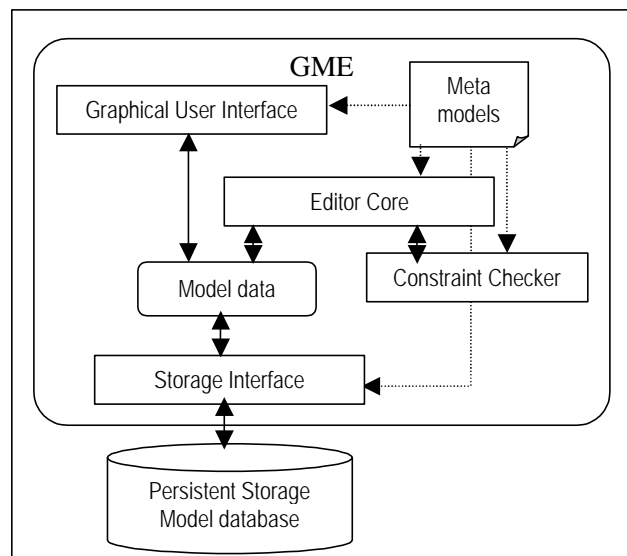 GME
Graphical User Interface
Meta
models
Editor Core
Model data
Constraint Checker
Storage Interface
Persistent Storage
Model database